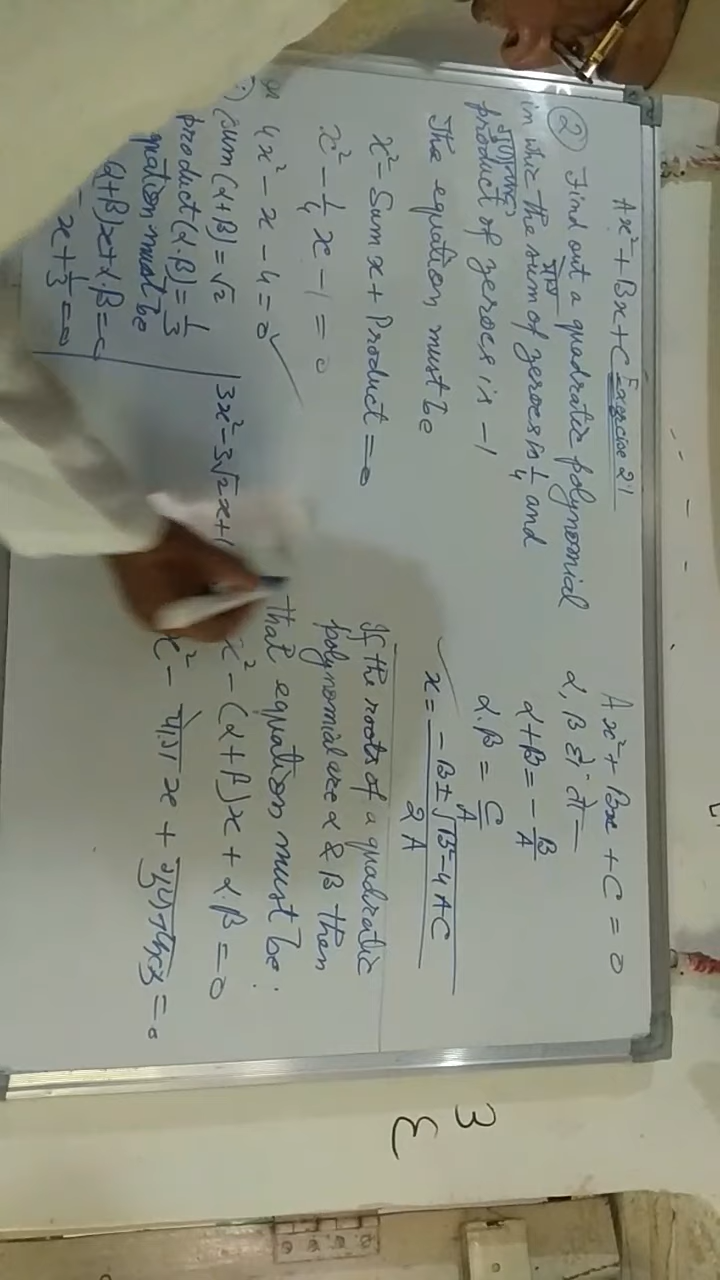 Ax² + Bx + C Exercise 2.1
② Find out a quadratic polynomial
in whic the sum of zeroes is 1/4 and
product of zeroes is -1
The equation must be
x² - Sum x + Product = 0
x² - 1/4 x - 1 = 0
4x² - x - 4 = 0 ✓
(Sum (α+β) = √2
product (α.β) = 1/3
must be
α+β)x + α.β = 0
x + 1/3 = 0
3x² - 3√2x + 1
Ax² + Bx + C = 0
α, β
α + β = - B/A
α.β = C/A
x = - B ± √B² - 4AC / 2A
If the roots of a quadratic
polynomial are α & β then
that equation must be:
x² - (α + β)x + α.β = 0
x² - x + = 0
3